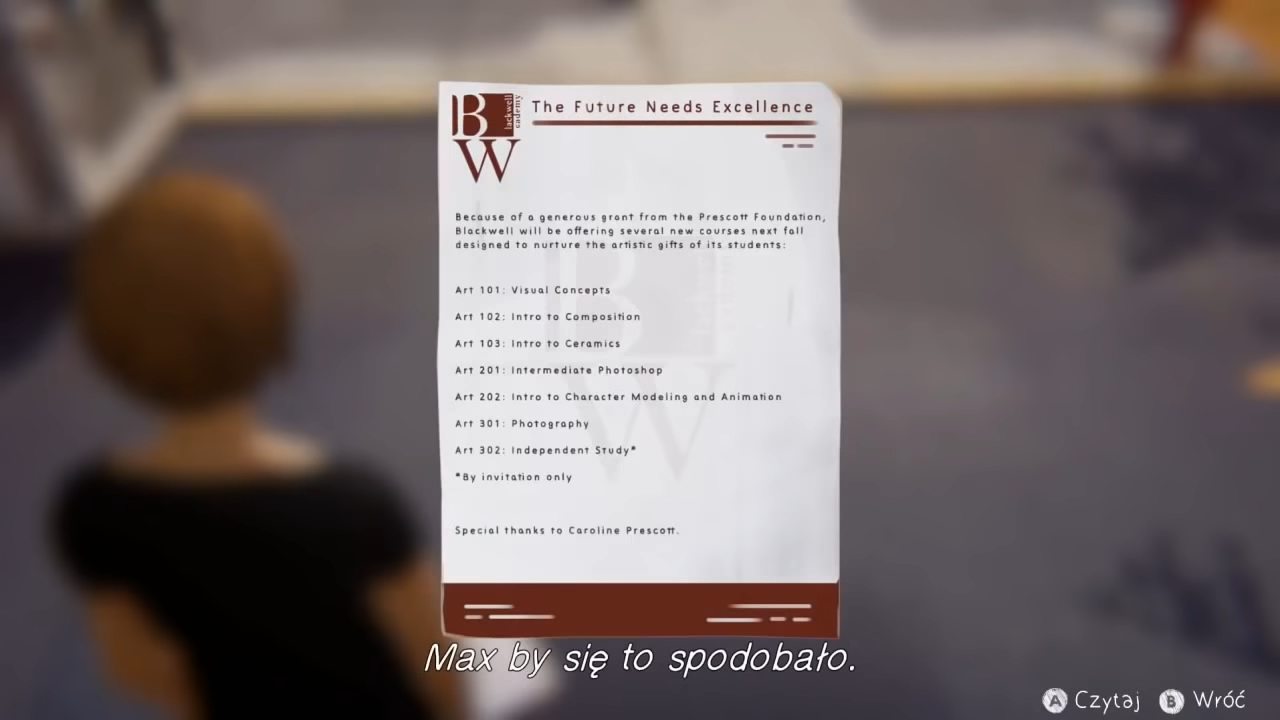 The Future Needs Excellence
B lackwell cademy
W
Because of a generous grant from the Prescott Foundation,
Blackwell will be offering several new courses next fall
designed to nurture the artistic gifts of its students:
Art 101: Visual Concepts
Art 102: Intro to Composition
Art 103: Intro to Ceramics
Art 201: Intermediate Photoshop
Art 202: Intro to Character Modeling and Animation
Art 301: Photography
Art 302: Independent Study*
*By invitation only
Special thanks to Caroline Prescott.
Max by się to spodobało.
A Czytaj B Wróć